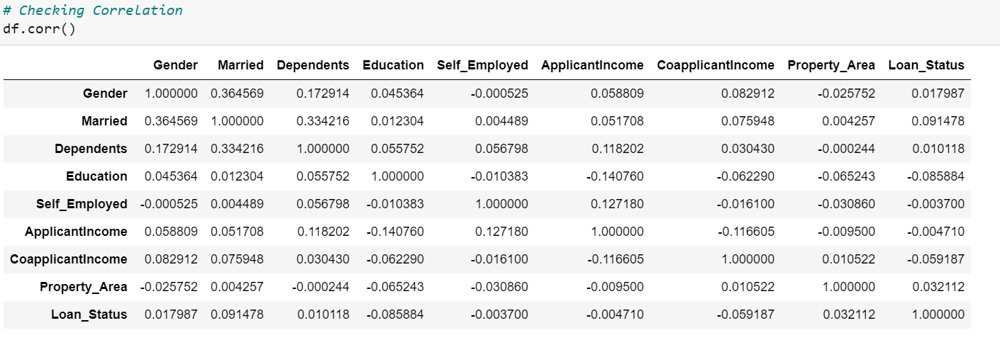 # Checking Correlation
df.corr()
Gender Married Dependents Education Self_Employed ApplicantIncome CoapplicantIncome Property_Area Loan_Status
Gender 1.000000 0.364569 0.172914 0.045364 -0.000525 0.058809 0.082912 -0.025752 0.017987
Married 0.364569 1.000000 0.334216 0.012304 0.004489 0.051708 0.075948 0.004257 0.091478
Dependents 0.172914 0.334216 1.000000 0.055752 0.056798 0.118202 0.030430 -0.000244 0.010118
Education 0.045364 0.012304 0.055752 1.000000 -0.010383 -0.140760 -0.062290 -0.065243 -0.085884
Self_Employed -0.000525 0.004489 0.056798 -0.010383 1.000000 0.127180 -0.016100 -0.030860 -0.003700
ApplicantIncome 0.058809 0.051708 0.118202 -0.140760 0.127180 1.000000 -0.116605 -0.009500 -0.004710
CoapplicantIncome 0.082912 0.075948 0.030430 -0.062290 -0.016100 -0.116605 1.000000 0.010522 -0.059187
Property_Area -0.025752 0.004257 -0.000244 -0.065243 -0.030860 -0.009500 0.010522 1.000000 0.032112
Loan_Status 0.017987 0.091478 0.010118 -0.085884 -0.003700 -0.004710 -0.059187 0.032112 1.000000